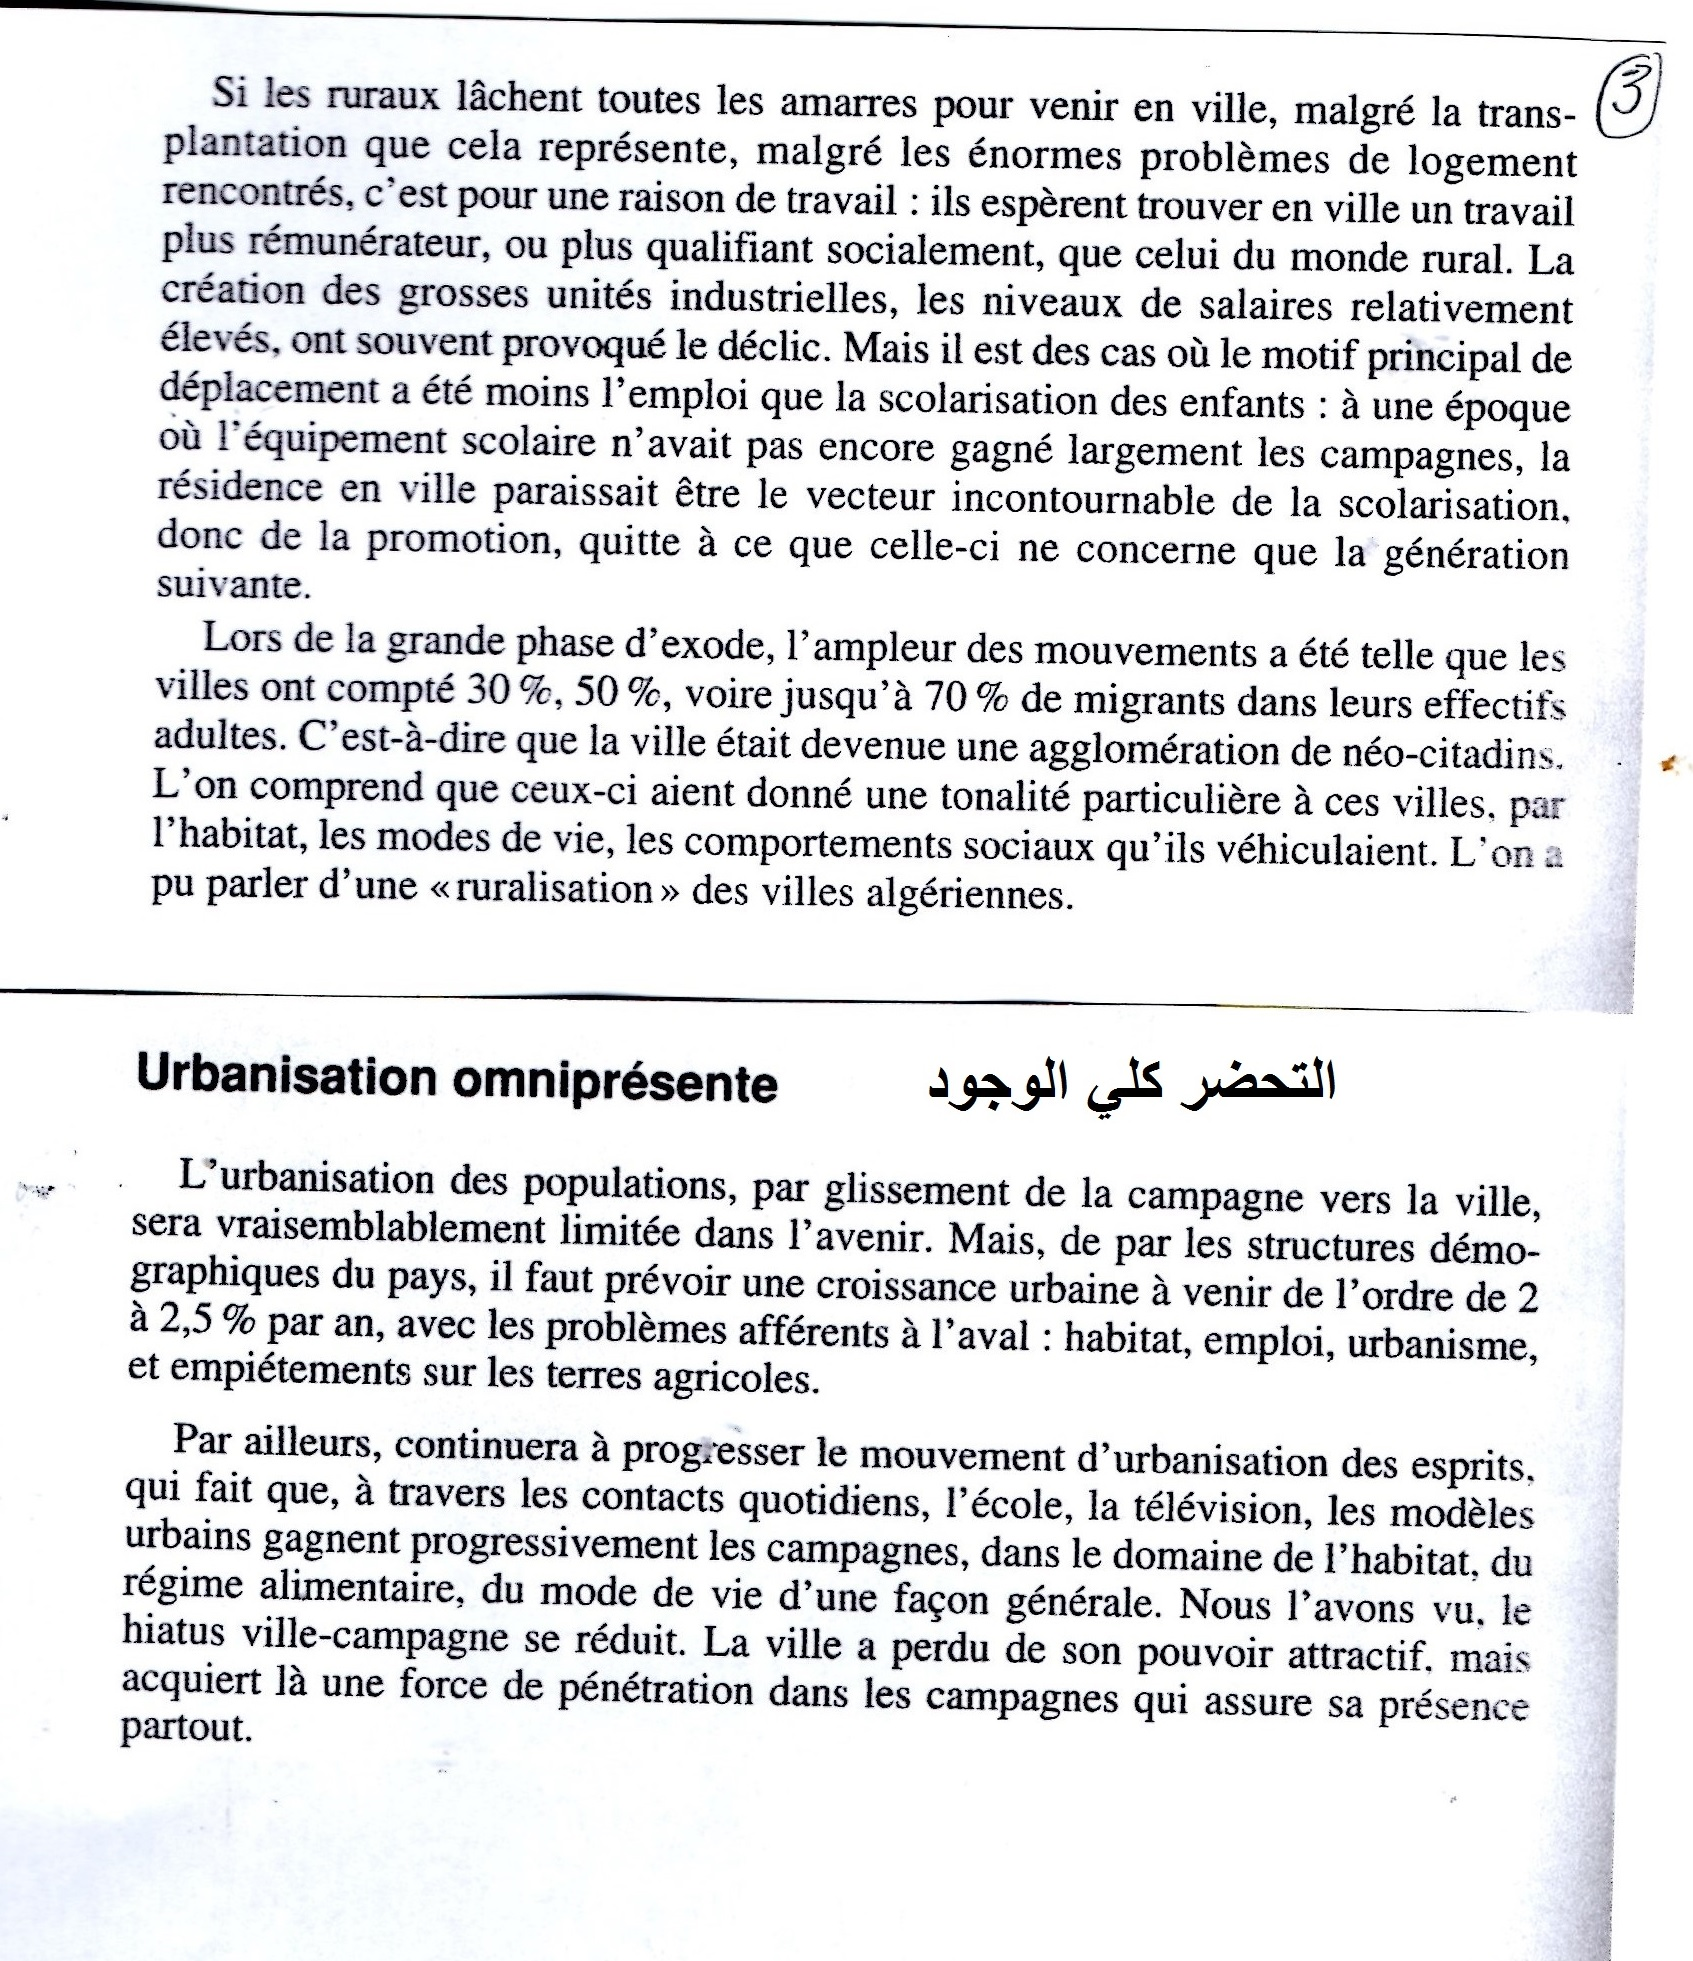 3
Si les ruraux lâchent toutes les amarres pour venir en ville, malgré la trans-
plantation que cela représente, malgré les énormes problèmes de logement
rencontrés, c'est pour une raison de travail : ils espèrent trouver en ville un travail
plus rémunérateur, ou plus qualifiant socialement, que celui du monde rural. La
création des grosses unités industrielles, les niveaux de salaires relativement
élevés, ont souvent provoqué le déclic. Mais il est des cas où le motif principal de
déplacement a été moins l'emploi que la scolarisation des enfants : à une époque
où l'équipement scolaire n'avait pas encore gagné largement les campagnes, la
résidence en ville paraissait être le vecteur incontournable de la scolarisation,
donc de la promotion, quitte à ce que celle-ci ne concerne que la génération
suivante.
Lors de la grande phase d'exode, l'ampleur des mouvements a été telle que les
villes ont compté 30 %, 50 %, voire jusqu'à 70 % de migrants dans leurs effectifs
adultes. C'est-à-dire que la ville était devenue une agglomération de néo-citadins.
L'on comprend que ceux-ci aient donné une tonalité particulière à ces villes, par
l'habitat, les modes de vie, les comportements sociaux qu'ils véhiculaient. L'on a
pu parler d'une « ruralisation » des villes algériennes.
Urbanisation omniprésente التحضر كلي الوجود
L'urbanisation des populations, par glissement de la campagne vers la ville,
sera vraisemblablement limitée dans l'avenir. Mais, de par les structures démo-
graphiques du pays, il faut prévoir une croissance urbaine à venir de l'ordre de 2
à 2,5 % par an, avec les problèmes afférents à l'aval : habitat, emploi, urbanisme,
et empiétements sur les terres agricoles.
Par ailleurs, continuera à progresser le mouvement d'urbanisation des esprits,
qui fait que, à travers les contacts quotidiens, l'école, la télévision, les modèles
urbains gagnent progressivement les campagnes, dans le domaine de l'habitat, du
régime alimentaire, du mode de vie d'une façon générale. Nous l'avons vu, le
hiatus ville-campagne se réduit. La ville a perdu de son pouvoir attractif, mais
acquiert là une force de pénétration dans les campagnes qui assure sa présence
partout.